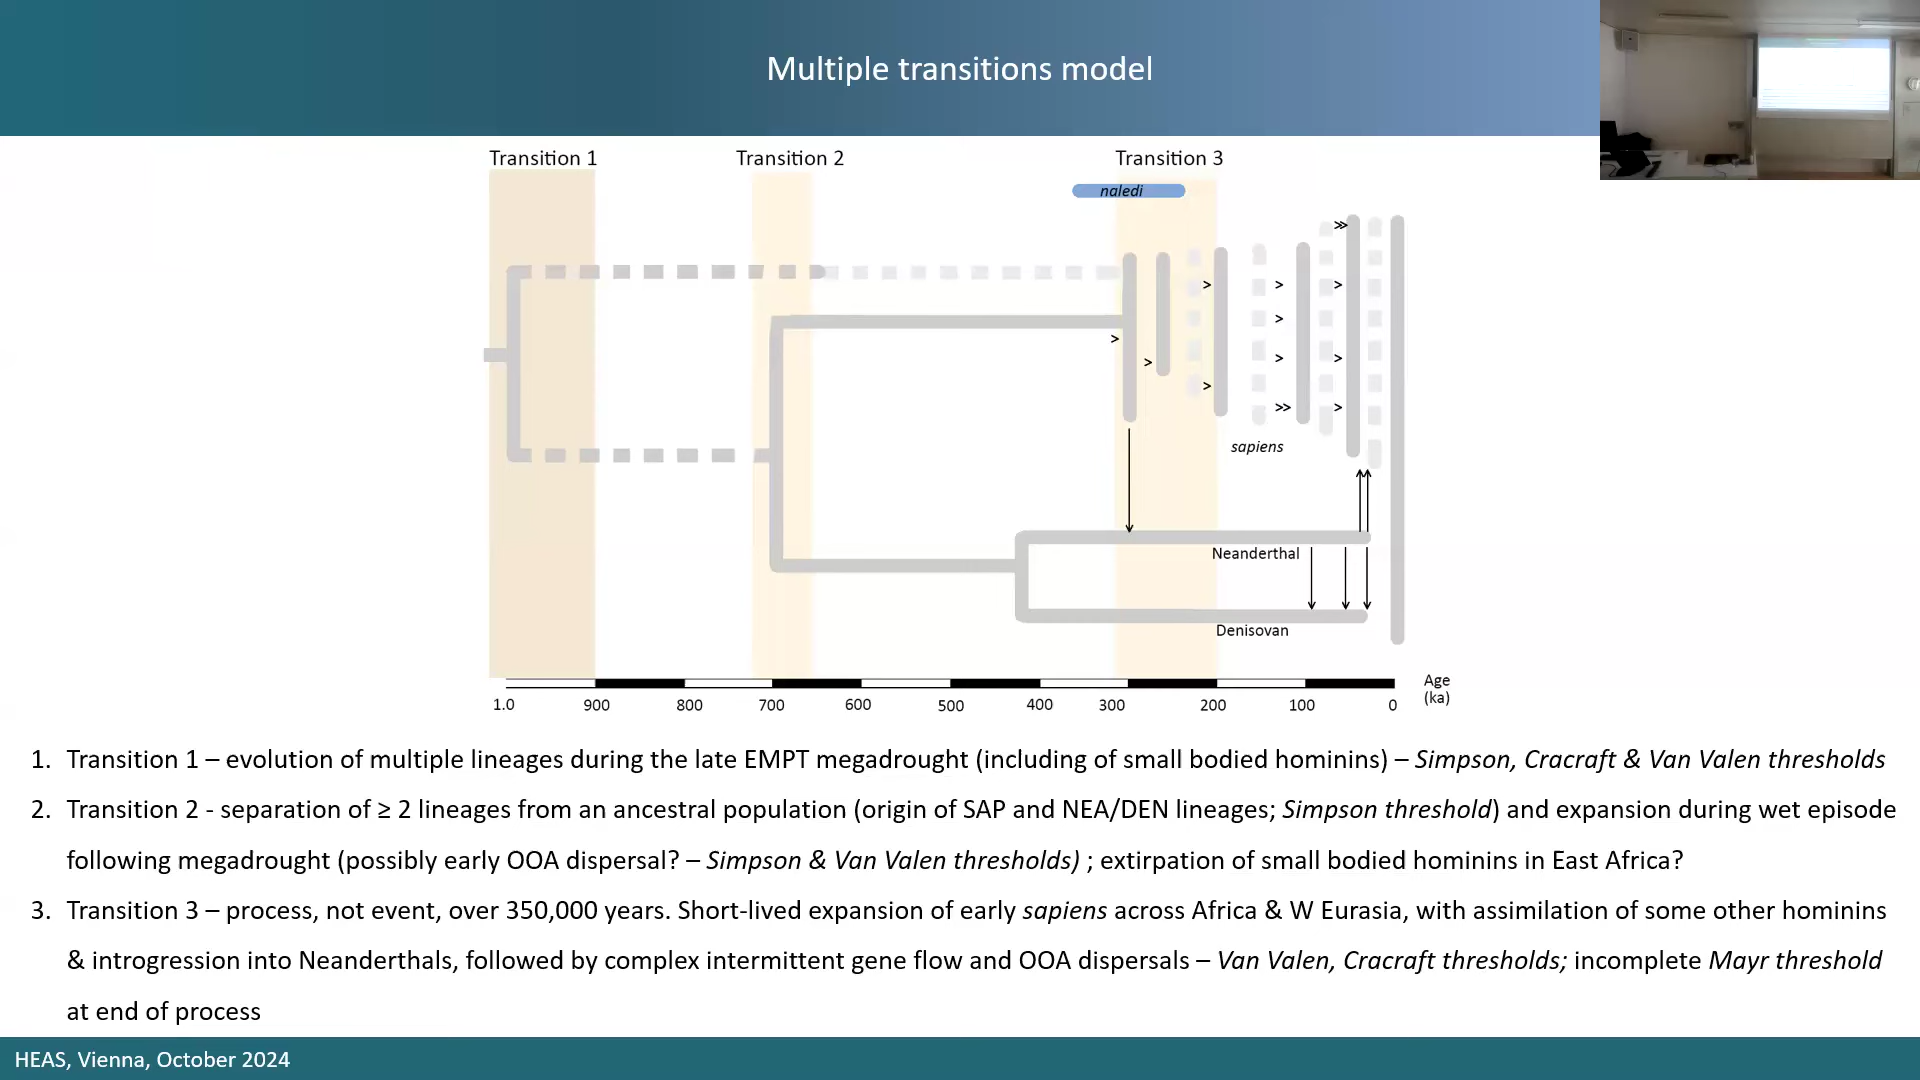 Multiple transitions model
Transition 1
Transition 2
Transition 3
naledi
>>
>
>
>
>
>
>
>
>
>
>
>>
>
sapiens
Neanderthal
Denisovan
1.0
900
800
700
600
500
400
300
200
100
0
Age
(ka)
1. Transition 1 – evolution of multiple lineages during the late EMPT megadrought (including of small bodied hominins) – Simpson, Cracraft & Van Valen thresholds
2. Transition 2 - separation of ≥ 2 lineages from an ancestral population (origin of SAP and NEA/DEN lineages; Simpson threshold) and expansion during wet episode
following megadrought (possibly early OOA dispersal? – Simpson & Van Valen thresholds) ; extirpation of small bodied hominins in East Africa?
3. Transition 3 – process, not event, over 350,000 years. Short-lived expansion of early sapiens across Africa & W Eurasia, with assimilation of some other hominins
& introgression into Neanderthals, followed by complex intermittent gene flow and OOA dispersals – Van Valen, Cracraft thresholds; incomplete Mayr threshold
at end of process
HEAS, Vienna, October 2024